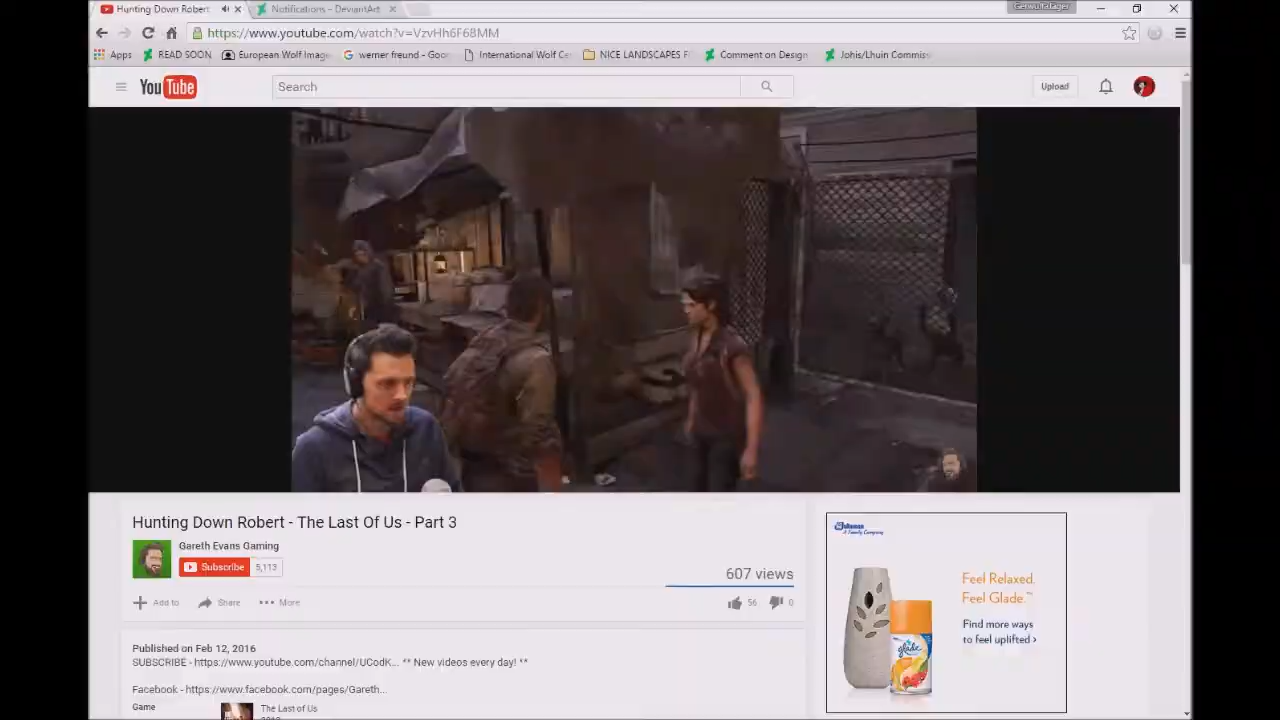 Hunting Down Robert
Notifications - DeviantArt
https://www.youtube.com/watch?v=VzvHh6F68MM
Apps
READ SOON
European Wolf Imag
werner freund - Goo
International Wolf Ce
NICE LANDSCAPES F
Comment on Design
Johis/Lhuin Commis
YouTube
Search
Upload
Hunting Down Robert - The Last Of Us - Part 3
Gareth Evans Gaming
Subscribe 5,113
607 views
Add to
Share
More
56
0
Published on Feb 12, 2016
SUBSCRIBE - https://www.youtube.com/channel/UCodK... ** New videos every day! **
Facebook - https://www.facebook.com/pages/Gareth...
Game
The Last of Us
A Family Company
Feel Relaxed.
Feel Glade.™
Find more ways
to feel uplifted ›
glade